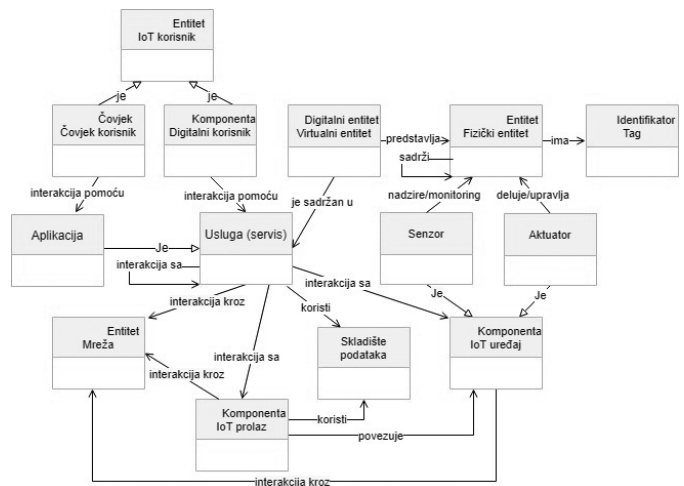 Entitet
IoT korisnik
je
je
Čovjek
Čovjek korisnik
Komponenta
Digitalni korisnik
Digitalni entitet
Virtualni entitet
predstavlja
sadrži
Entitet
Fizički entitet
ima
Identifikator
Tag
interakcija pomoću
interakcija pomoću
je sadržan u
nadzire/monitoring
deluje/upravlja
Aplikacija
Je
interakcija sa
Usluga (servis)
Senzor
Aktuator
interakcija kroz
koristi
interakcija sa
Je
Je
Entitet
Mreža
interakcija sa
Skladište
podataka
Komponenta
IoT uređaj
interakcija kroz
Komponenta
IoT prolaz
koristi
povezuje
interakcija kroz